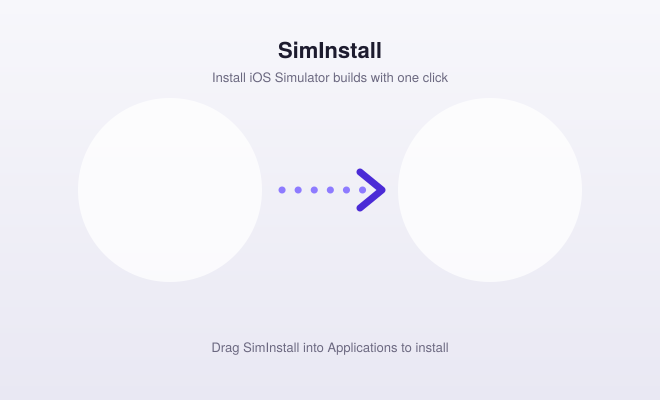 SimInstall
Install iOS Simulator builds with one click
Drag SimInstall into Applications to install